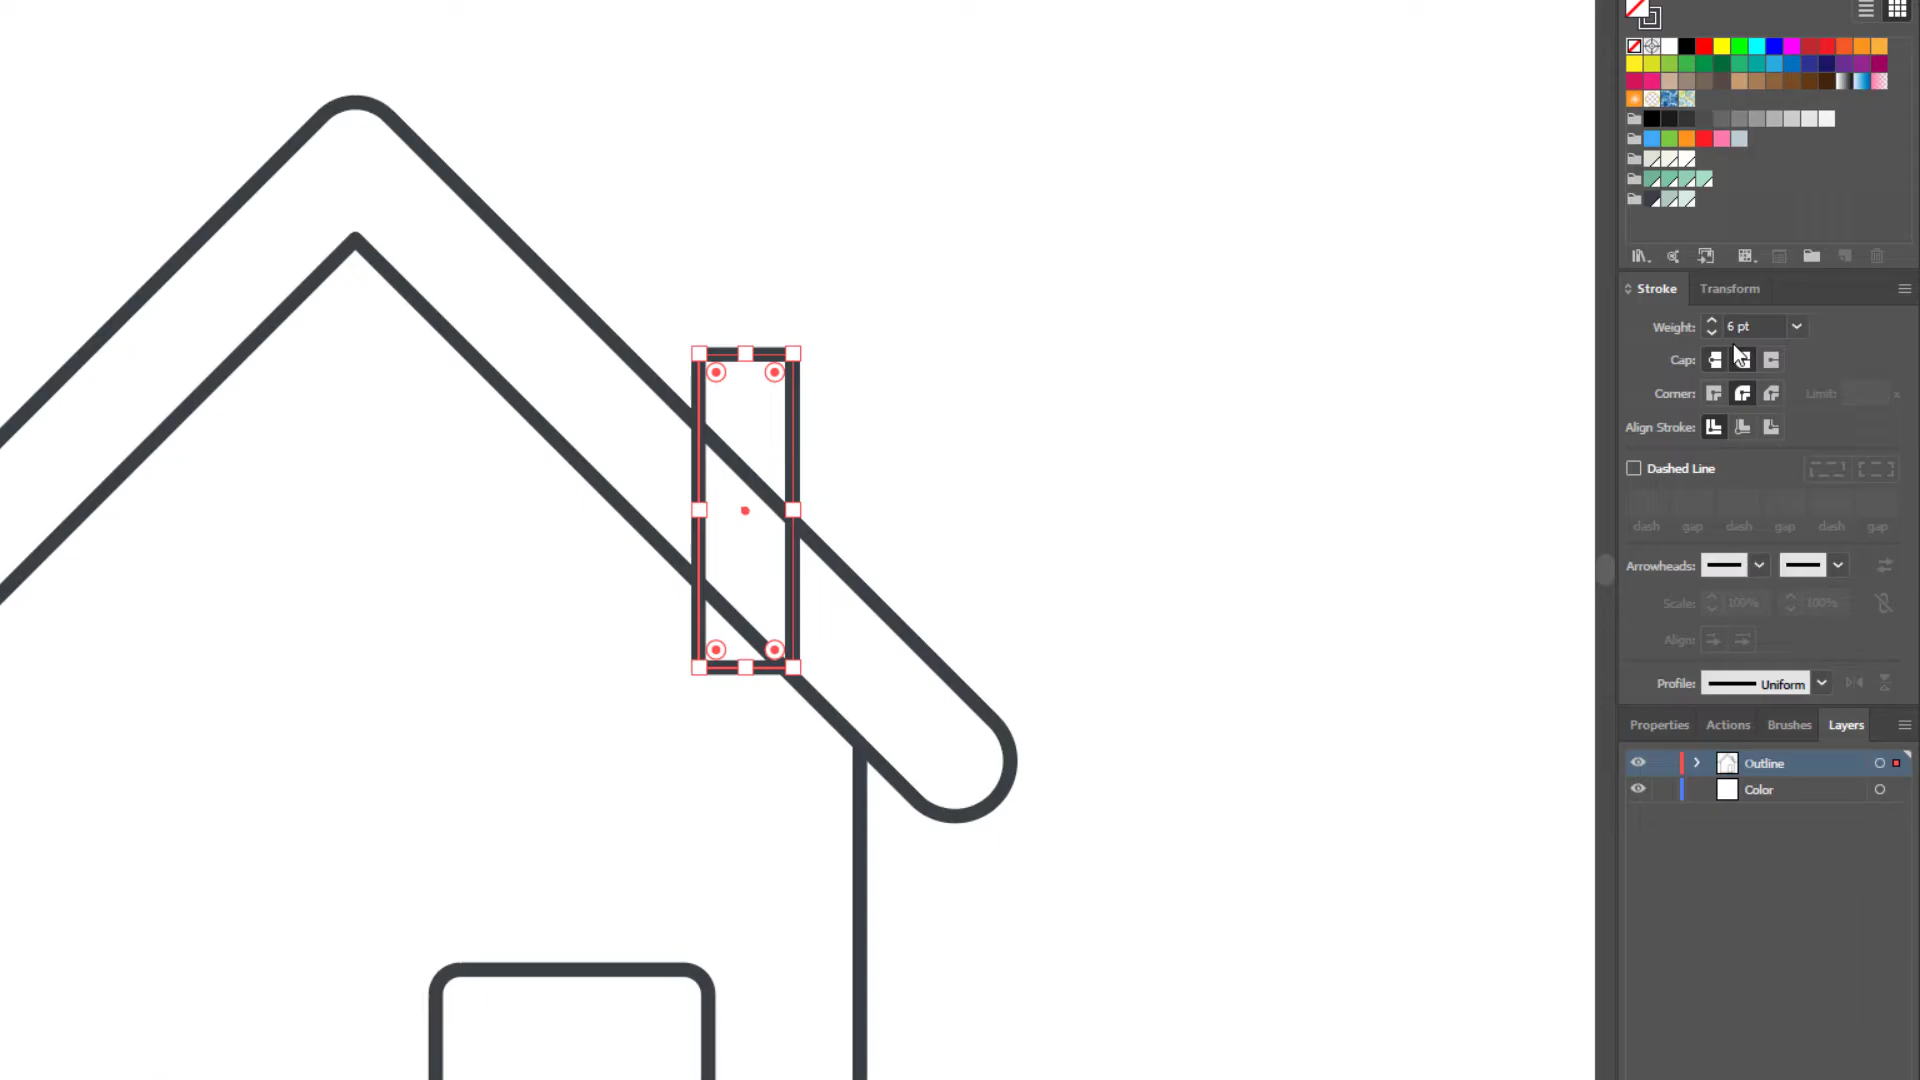 Stroke Transform
Weight: 6 pt
Cap:
Corner: Limit: x
Align Stroke:
Dashed Line
dash gap dash gap dash gap
Arrowheads:
Scale: 100% 100%
Align:
Profile: Uniform
Properties Actions Brushes Layers
Outline
Color